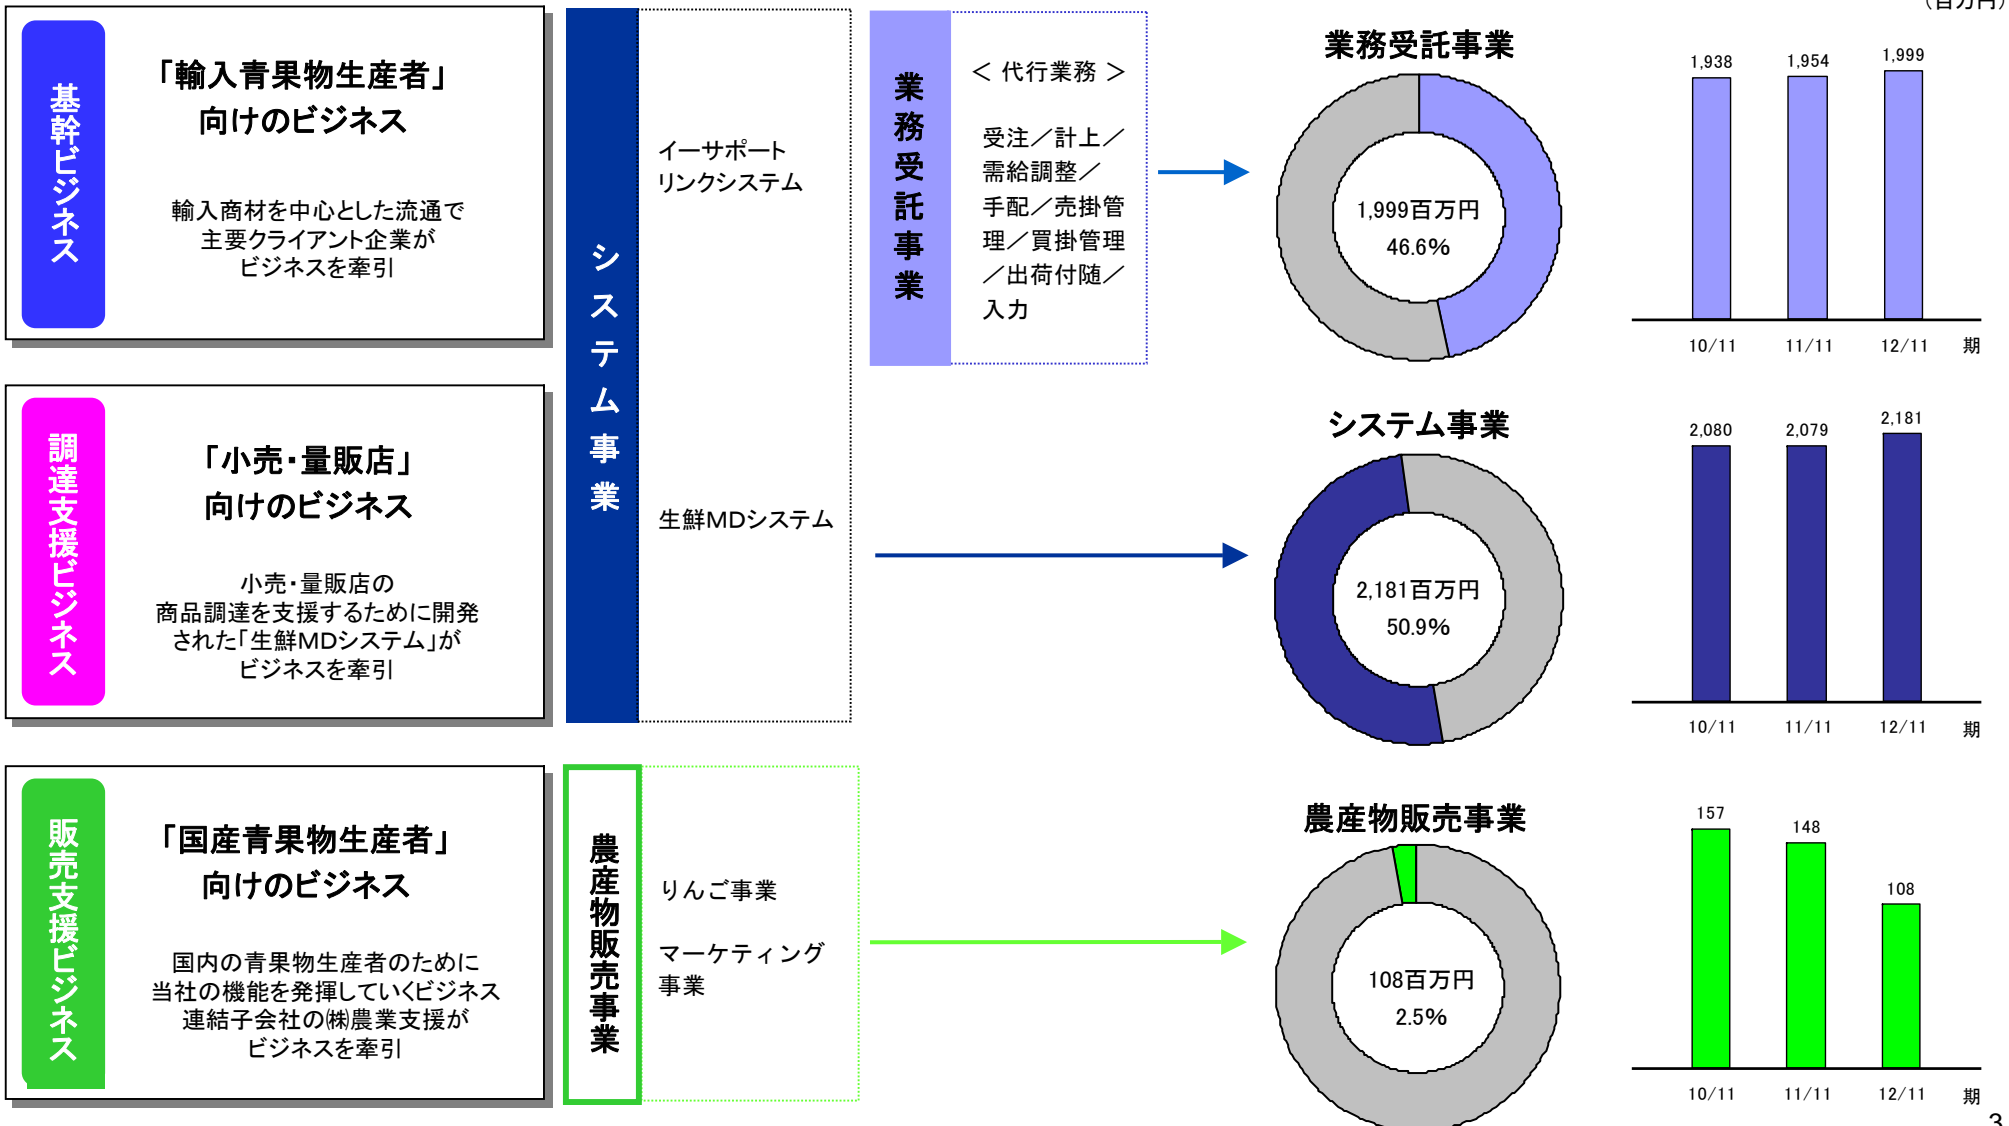 (百万円)
基幹ビジネス
「輸入青果物生産者」
向けのビジネス
輸入商材を中心とした流通で
主要クライアント企業が
ビジネスを牽引
調達支援ビジネス
「小売・量販店」
向けのビジネス
小売・量販店の
商品調達を支援するために開発
された「生鮮MDシステム」が
ビジネスを牽引
販売支援ビジネス
「国産青果物生産者」
向けのビジネス
国内の青果物生産者のために
当社の機能を発揮していくビジネス
連結子会社の㈱農業支援が
ビジネスを牽引
システム事業
イーサポート
リンクシステム
生鮮MDシステム
農産物販売事業
りんご事業
マーケティング
事業
業務受託事業
＜ 代行業務 ＞
受注／計上／
需給調整／
手配／売掛管
理／買掛管理
／出荷付随／
入力
業務受託事業
1,999百万円
46.6%
1,938 1,954 1,999
10/11 11/11 12/11 期
システム事業
2,181百万円
50.9%
2,080 2,079 2,181
10/11 11/11 12/11 期
農産物販売事業
108百万円
2.5%
157 148 108
10/11 11/11 12/11 期
3